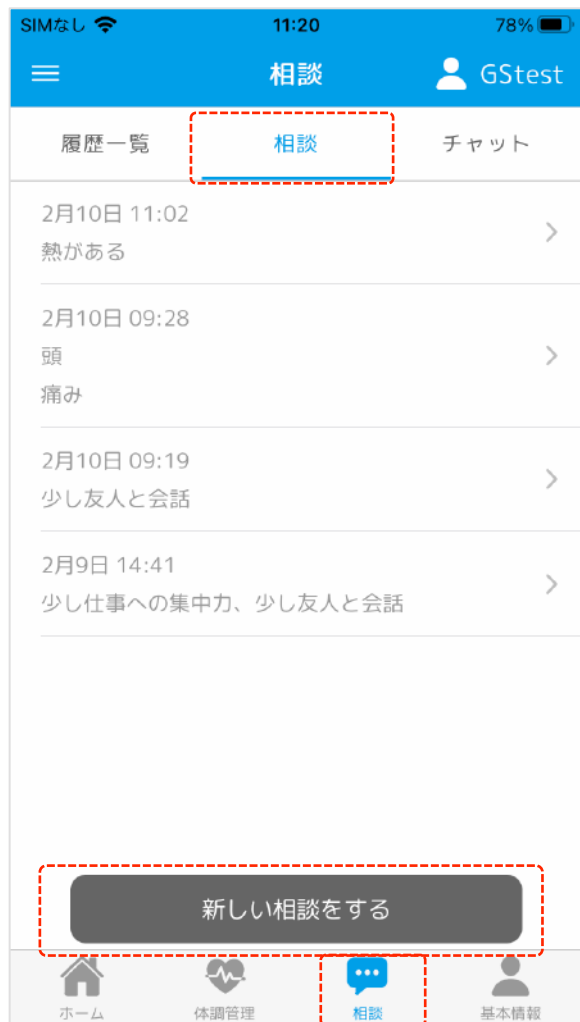 SIMなし 11:20 78%
相談 GStest
履歴一覧 相談 チャット
2月10日 11:02
熱がある
2月10日 09:28
頭
痛み
2月10日 09:19
少し友人と会話
2月9日 14:41
少し仕事への集中力、少し友人と会話
新しい相談をする
ホーム 体調管理 相談 基本情報